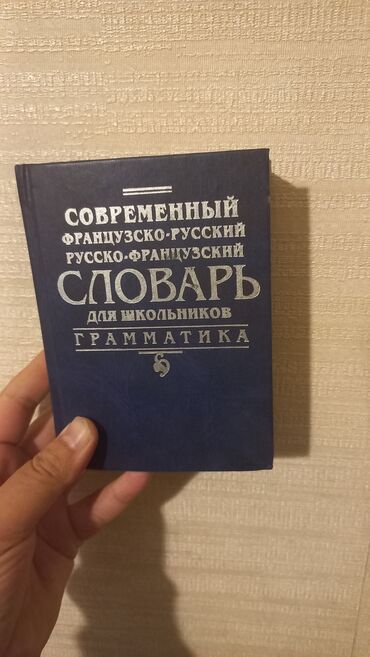 СОВРЕМЕННЫЙ
ФРАНЦУЗСКО-РУССКИЙ
РУССКО-ФРАНЦУЗСКИЙ
СЛОВАРЬ
ДЛЯ ШКОЛЬНИКОВ
ГРАММАТИКА